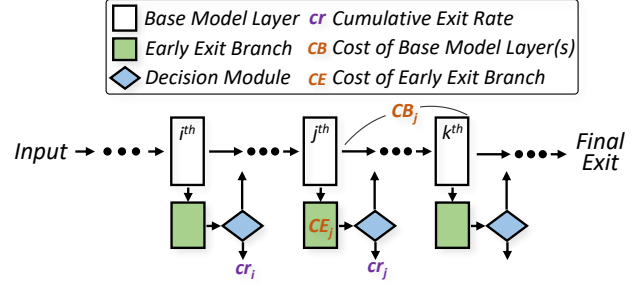 Base Model Layer cr Cumulative Exit Rate
Early Exit Branch CB Cost of Base Model Layer(s)
Decision Module CE Cost of Early Exit Branch
CBj
Input ith jth kth Final Exit
CEj
cri crj